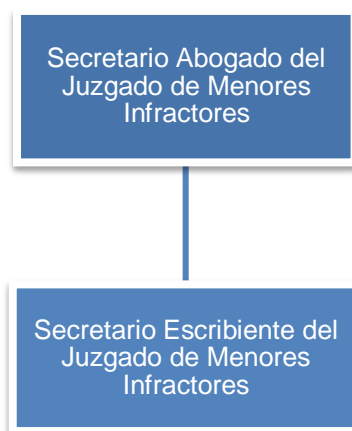 Secretario Abogado del
Juzgado de Menores
Infractores
Secretario Escribiente del
Juzgado de Menores
Infractores